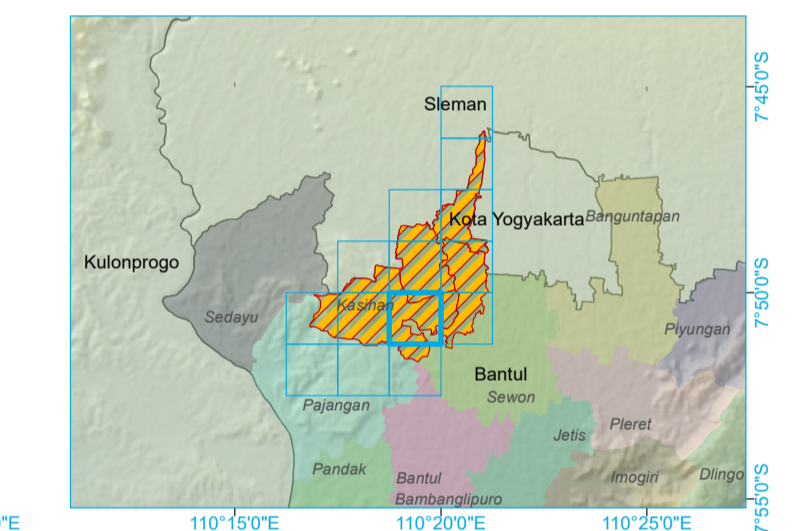 7°45'0"S
Sleman
Kota Yogyakarta
Banguntapan
Kulonprogo
7°50'0"S
Kasihan
Sedayu
Piyungan
Bantul
Sewon
Pajangan
Pleret
Jetis
Pandak
Bantul
Imogiri
Dlingo
Bambanglipuro
7°55'0"S
0"E
110°15'0"E
110°20'0"E
110°25'0"E